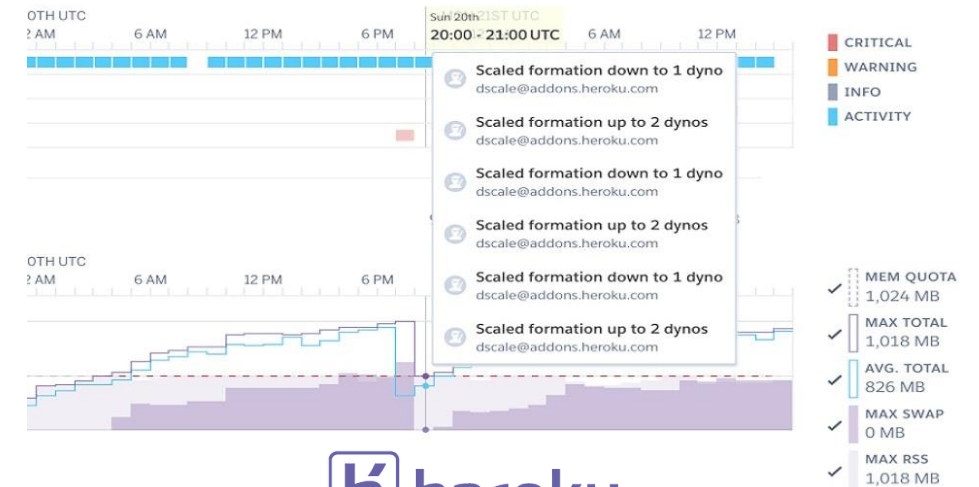 0TH UTC
Sun 20th
21ST UTC
2 AM
6 AM
12 PM
6 PM
20:00 - 21:00 UTC
6 AM
12 PM
CRITICAL
WARNING
INFO
ACTIVITY
Scaled formation down to 1 dyno
dscale@addons.heroku.com
Scaled formation up to 2 dynos
dscale@addons.heroku.com
Scaled formation down to 1 dyno
dscale@addons.heroku.com
Scaled formation up to 2 dynos
dscale@addons.heroku.com
Scaled formation down to 1 dyno
dscale@addons.heroku.com
Scaled formation up to 2 dynos
dscale@addons.heroku.com
0TH UTC
2 AM
6 AM
12 PM
6 PM
MEM QUOTA
1,024 MB
MAX TOTAL
1,018 MB
AVG. TOTAL
826 MB
MAX SWAP
0 MB
MAX RSS
1,018 MB
heroku